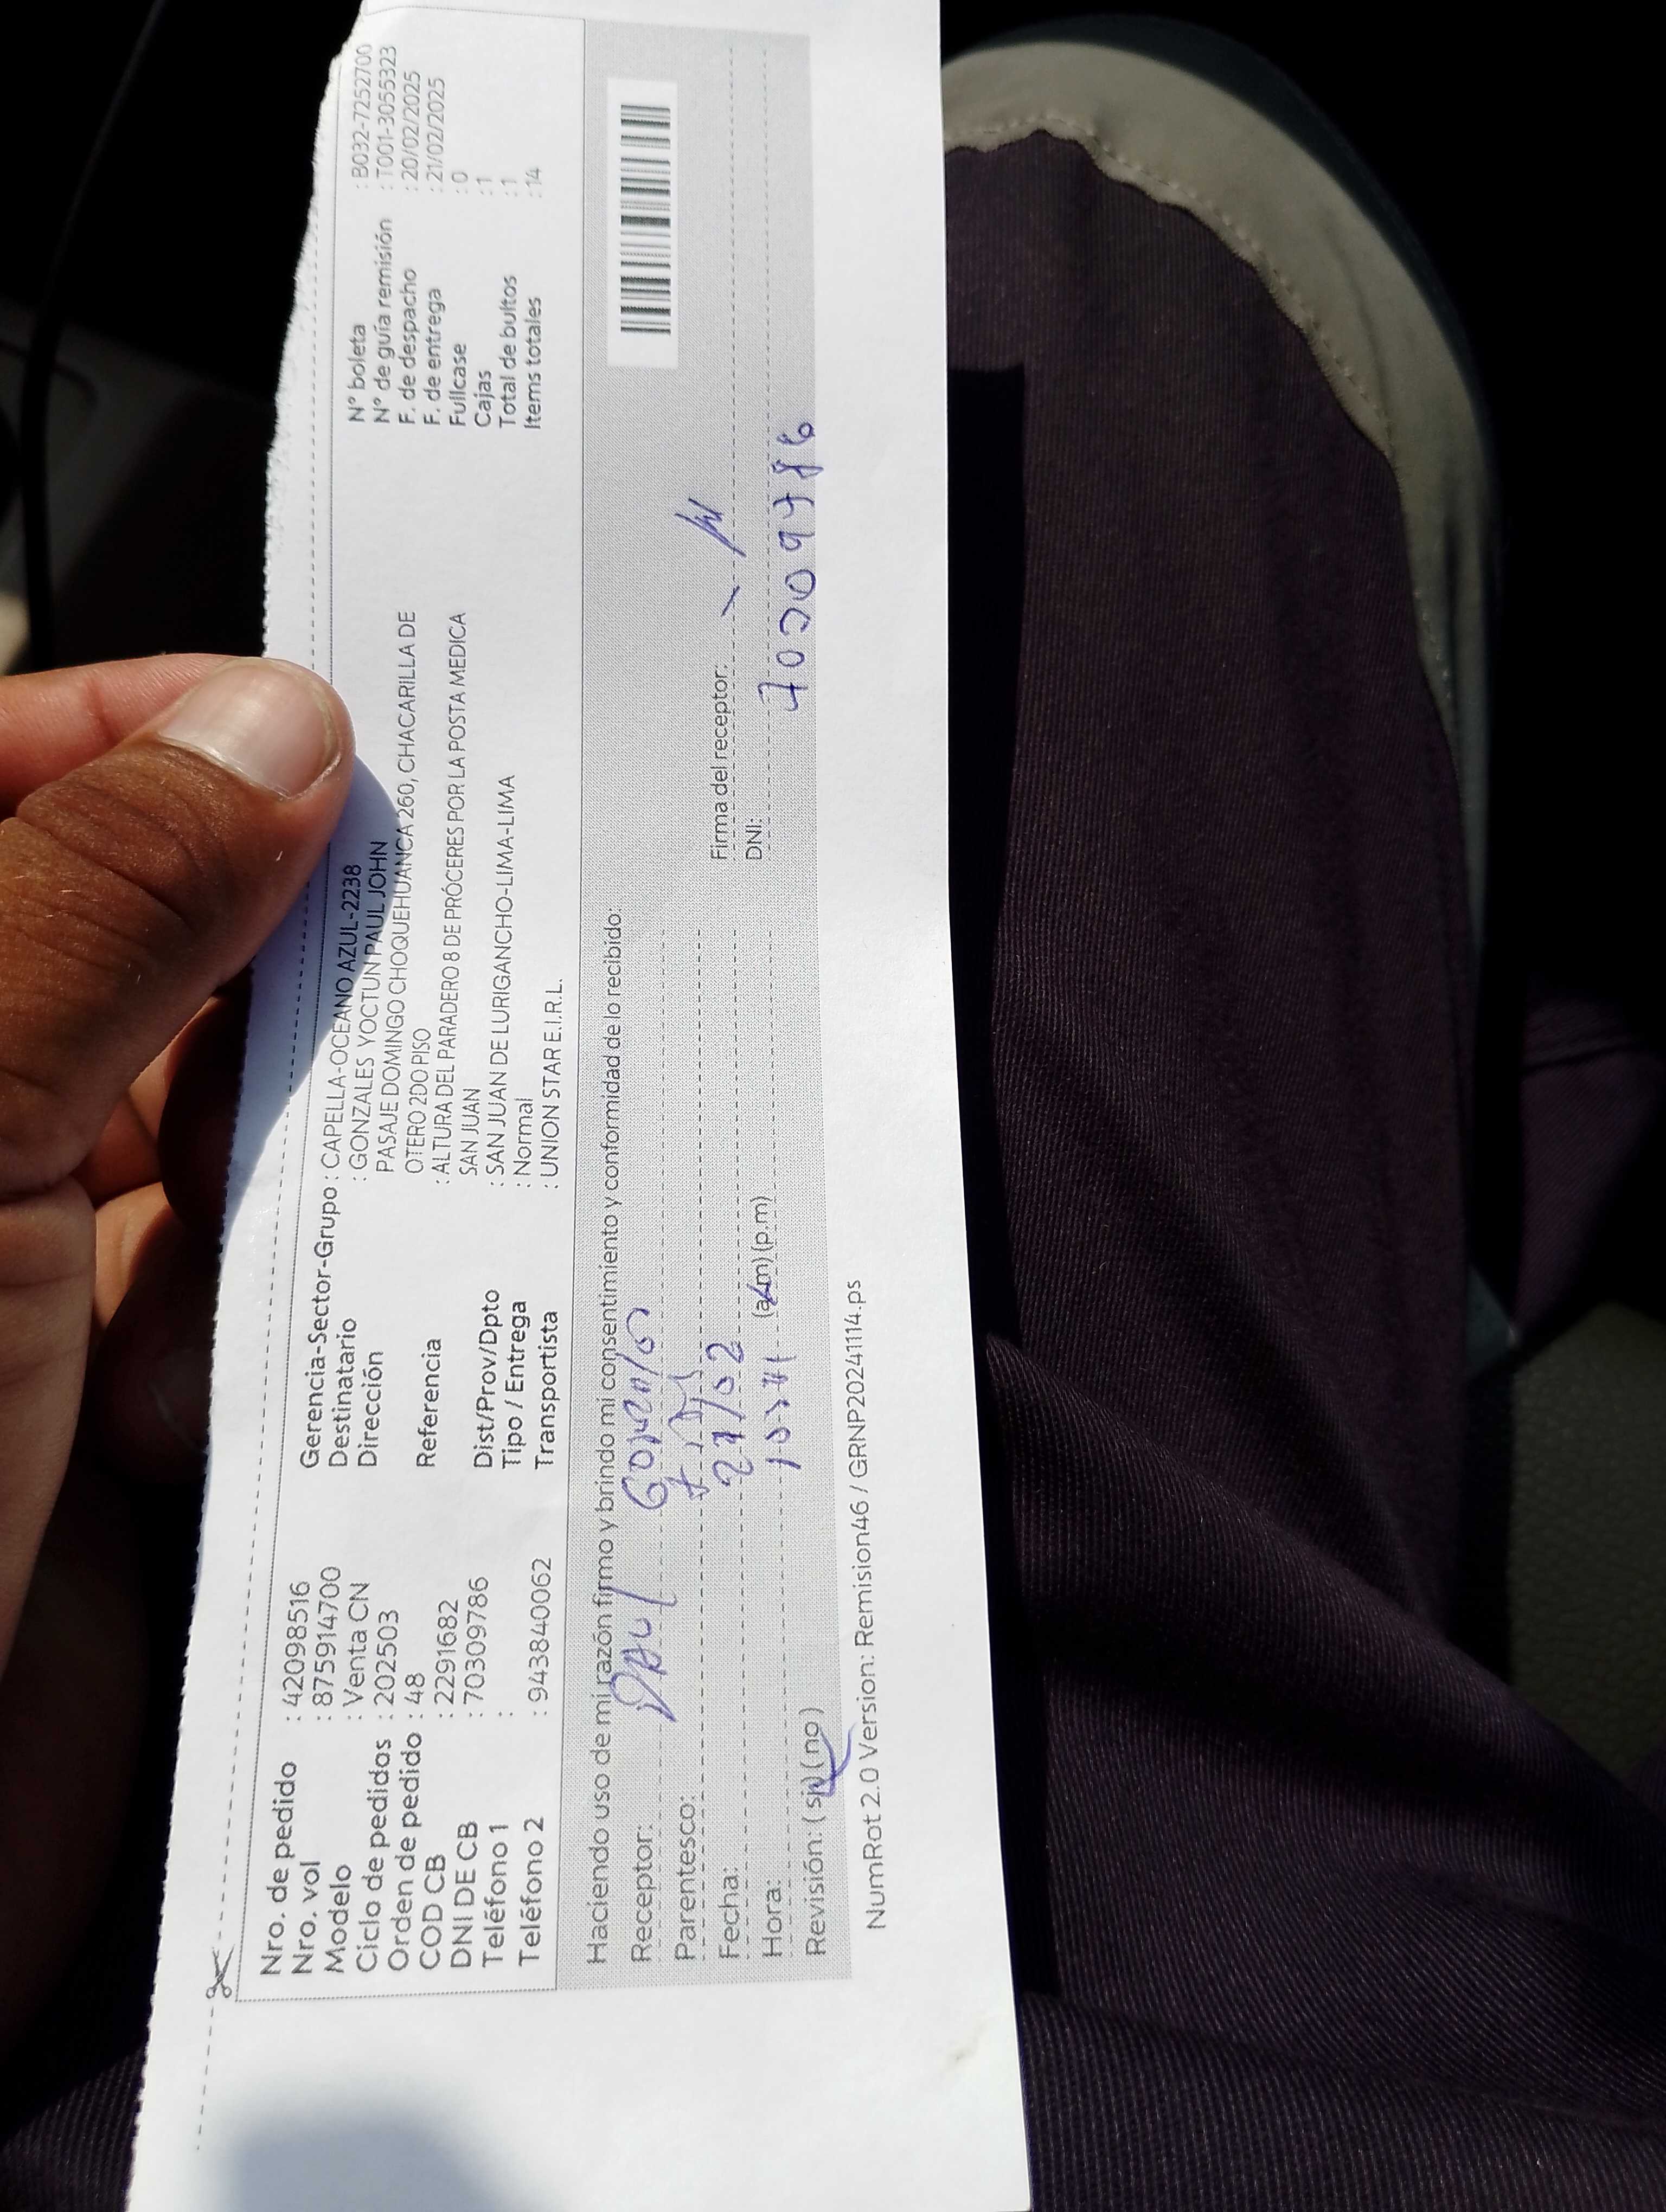 Nro. de pedido : 42098516
Nro. vol : 875914700
Modelo : Venta CN
Ciclo de pedidos : 202503
Orden de pedido : 48
COD CB : 2291682
DNI DE CB : 70309786
Teléfono 1 :
Teléfono 2 : 943840062
Gerencia-Sector-Grupo : CAPELLA-OCEANO AZUL-2238
Destinatario : GONZALES YOCTUN PAUL JOHN
Dirección PASAJE DOMINGO CHOQUEHUANCA 260, CHACARILLA DE
OTERO 2DO PISO
Referencia : ALTURA DEL PARADERO 8 DE PRÓCERES POR LA POSTA MEDICA
SAN JUAN
Dist/Prov/Dpto : SAN JUAN DE LURIGANCHO-LIMA-LIMA
Tipo / Entrega : Normal
Transportista : UNION STAR E.I.R.L.
N° boleta : B032-7252700
N° de guía remisión : T001-3055323
F. de despacho : 20/02/2025
F. de entrega : 21/02/2025
Fullcase : 0
Cajas : 1
Total de bultos : 1
Items totales : 14
Haciendo uso de mi razón firmo y brindo mi consentimiento y conformidad de lo recibido:
Receptor: PAUL Gonzales
Parentesco:
Fecha: 21/02
Hora: (a.m) (p.m)
Revisión: (si) (no)
Firma del receptor:
DNI: 70309786
NumRot 2.0 Version: Remision46 / GRNP20241114.ps